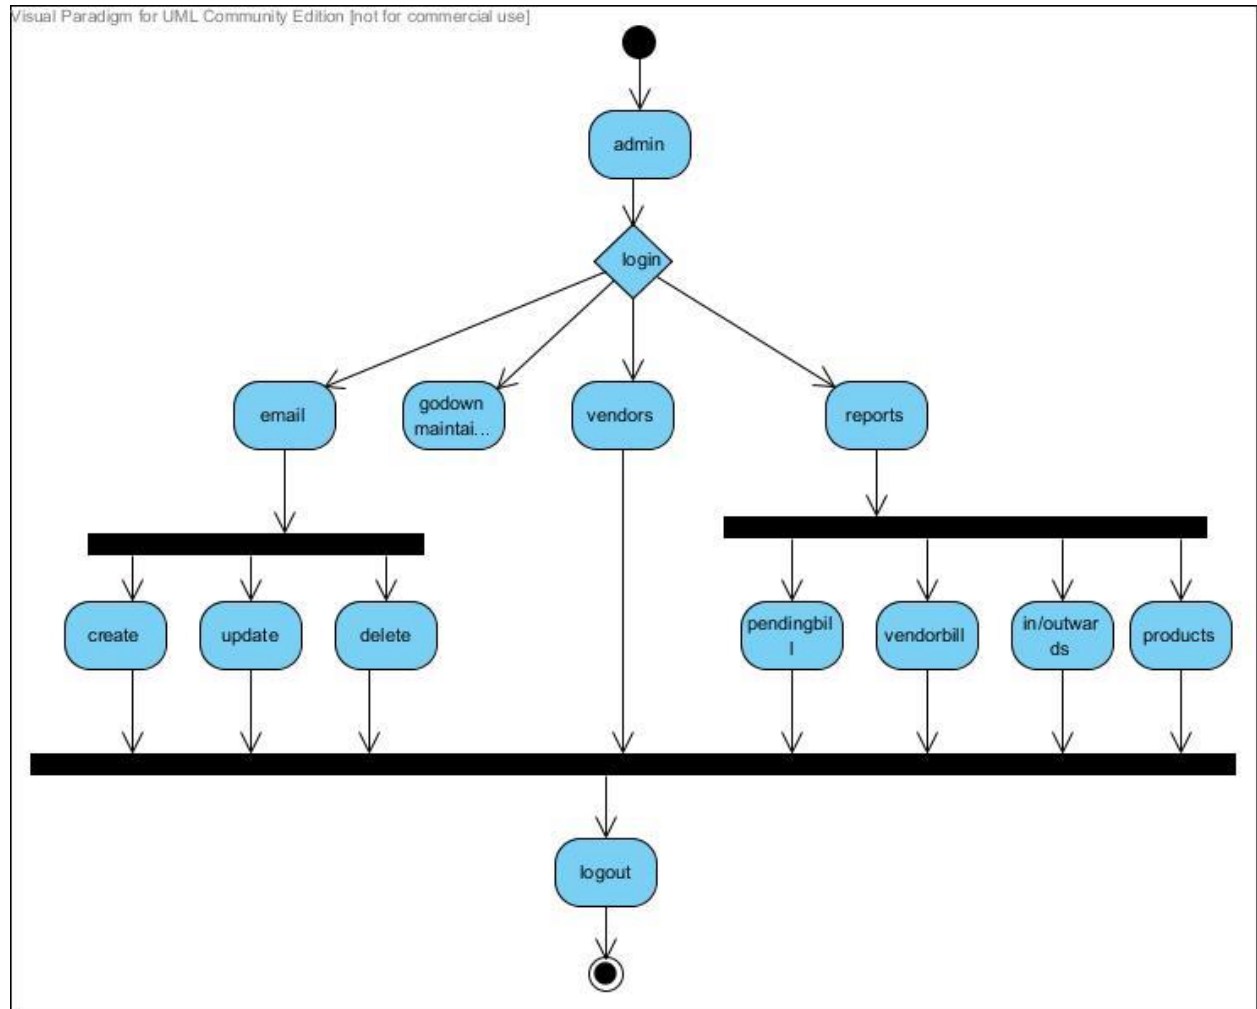 Visual Paradigm for UML Community Edition [not for commercial use]
admin
login
email
godown
maintai...
vendors
reports
create
update
delete
pendingbil
l
vendorbill
in/outwar
ds
products
logout